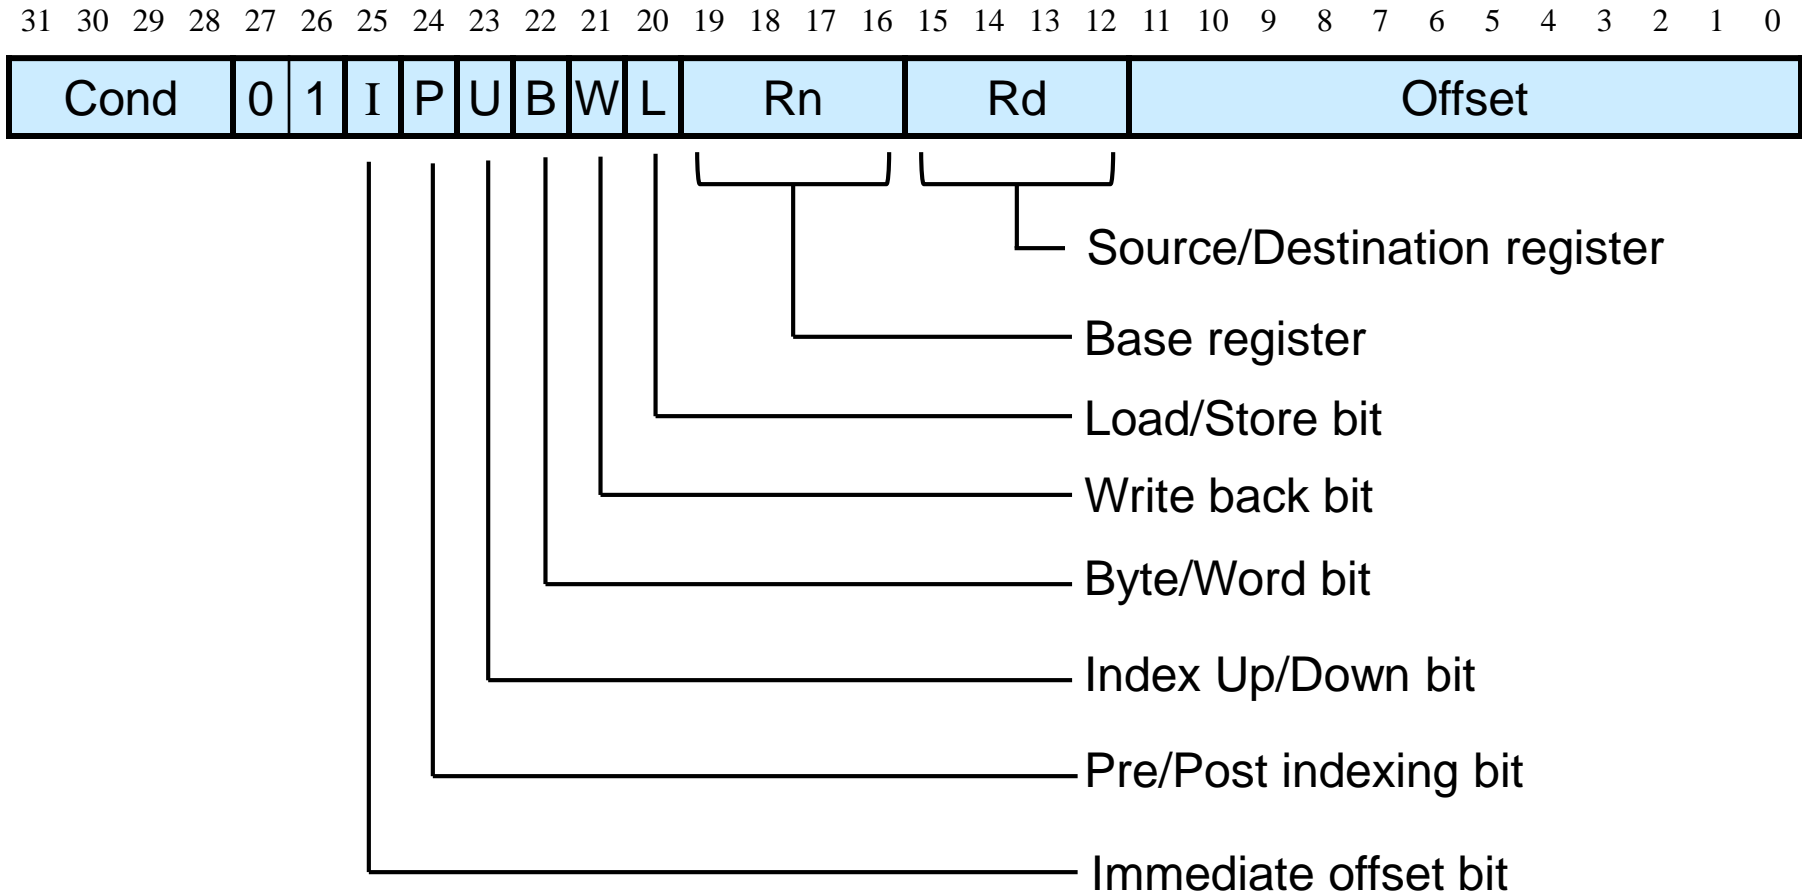 31 30 29 28 27 26 25 24 23 22 21 20 19 18 17 16 15 14 13 12 11 10 9 8 7 6 5 4 3 2 1 0
Cond 0 1 I P U B W L Rn Rd Offset
Source/Destination register
Base register
Load/Store bit
Write back bit
Byte/Word bit
Index Up/Down bit
Pre/Post indexing bit
Immediate offset bit